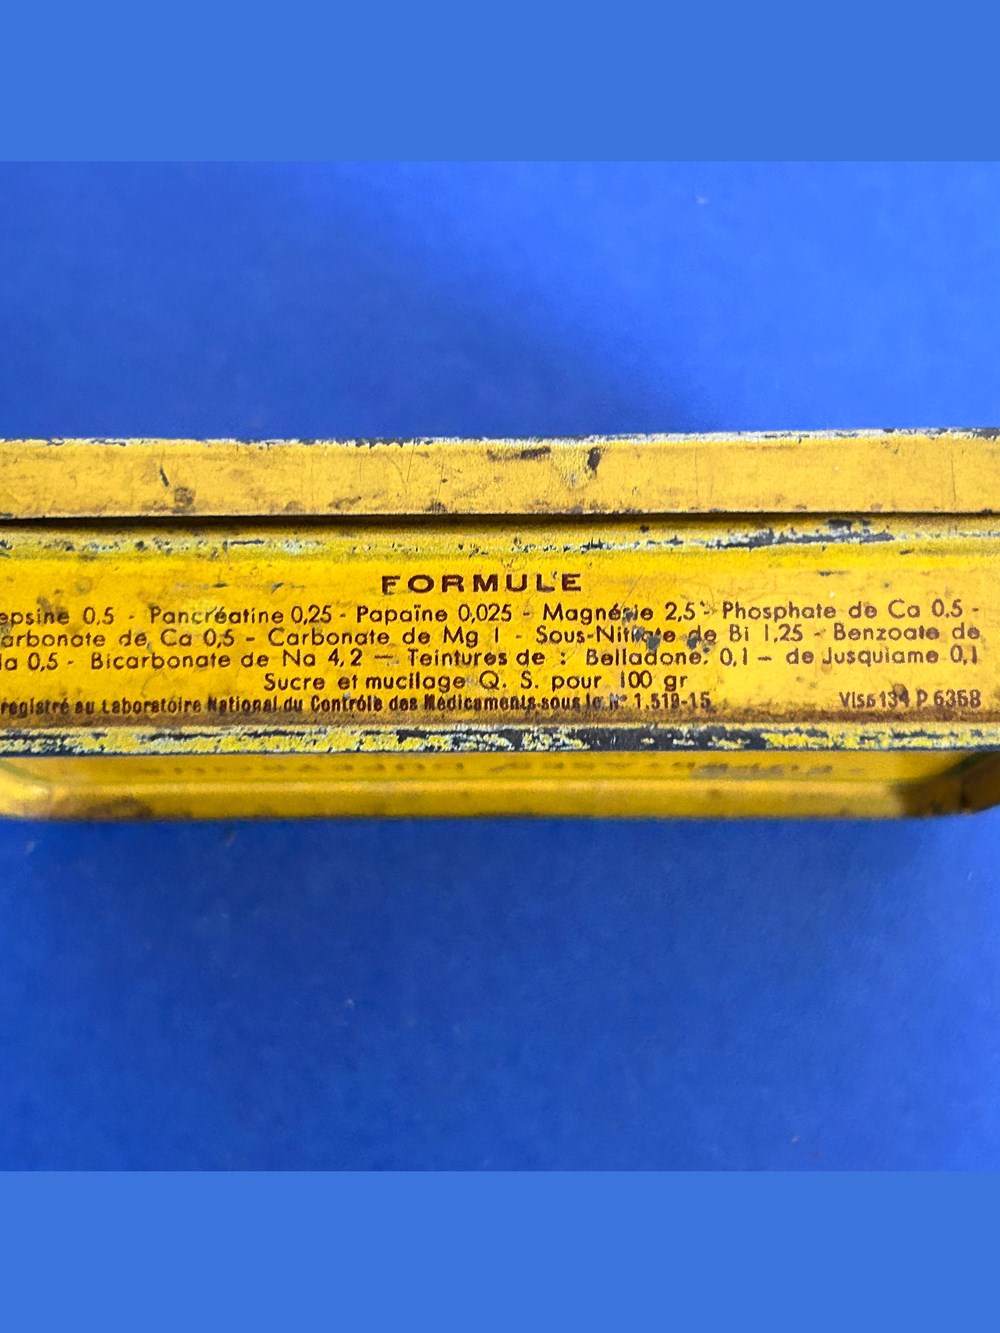 FORMULE
epsine 0,5 - Pancréatine 0,25 - Papaïne 0,025 - Magnésie 2,5 - Phosphate de Ca 0.5 -
arbonate de Ca 0,5 - Carbonate de Mg 1 - Sous-Nitrate de Bi 1,25 - Benzoate de
a 0,5 - Bicarbonate de Na 4,2 — Teintures de : Belladone. 0,1 — de Jusquiame 0,1
Sucre et mucilage Q. S. pour 100 gr
registré au Laboratoire National du Contrôle des Médicaments sous le N° 1.519-15 P 6358